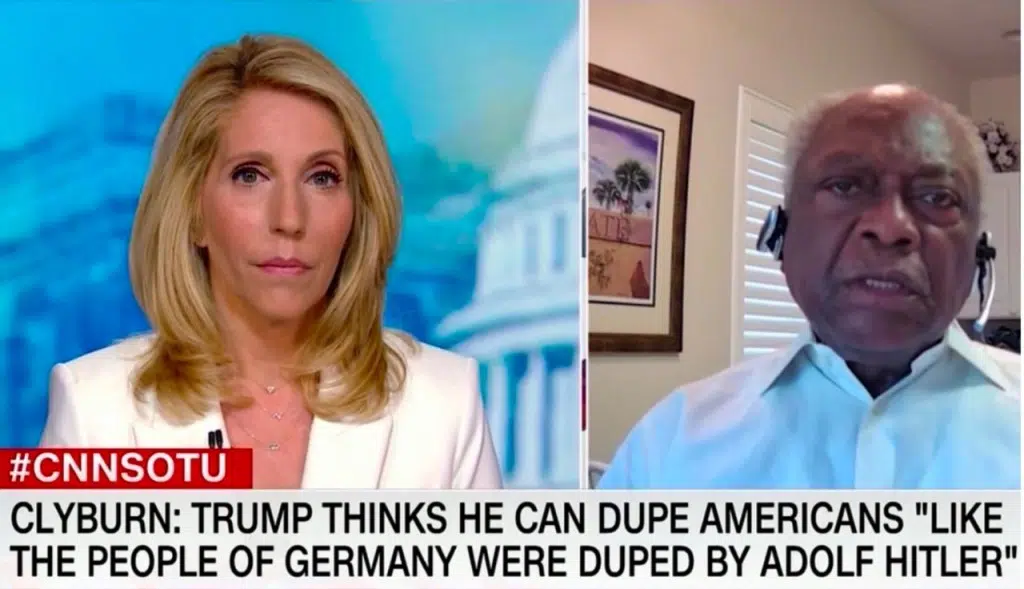 #CNNSOTU
CLYBURN: TRUMP THINKS HE CAN DUPE AMERICANS "LIKE
THE PEOPLE OF GERMANY WERE DUPED BY ADOLF HITLER"